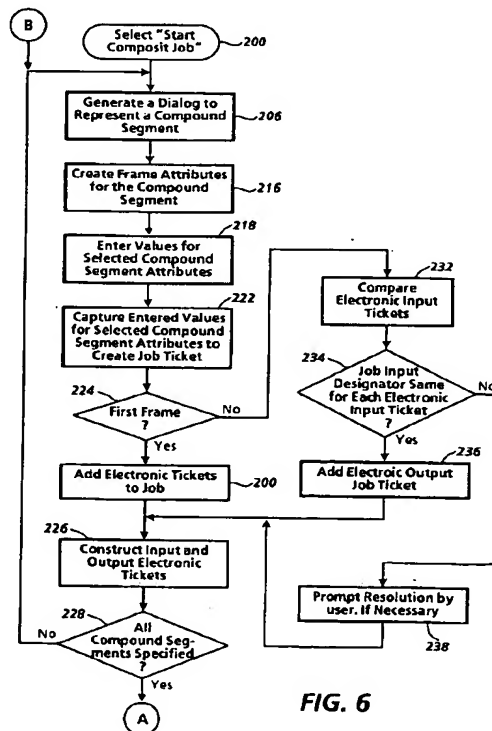 B
Select "Start
Composit Job"
200
Generate a Dialog to
Represent a Compound
Segment
206
Create Frame Attributes
for the Compound
Segment
216
218
Enter Values for
Selected Compound
Segment Attributes
222
Capture Entered Values
for Selected Compound
Segment Attributes to
Create Job Ticket
224
First Frame
?
No
Yes
Add Electronic Tickets
to Job
200
226
Construct Input and
Output Electronic
Tickets
228
All
Compound Seg-
ments Specified
?
No
Yes
A
232
Compare
Electronic Input
Tickets
234
Job Input
Designator Same
for Each Electronic
Input Ticket
?
No
Yes
236
Add Electroic Output
Job Ticket
Prompt Resolution by
user. If Necessary
238
FIG. 6